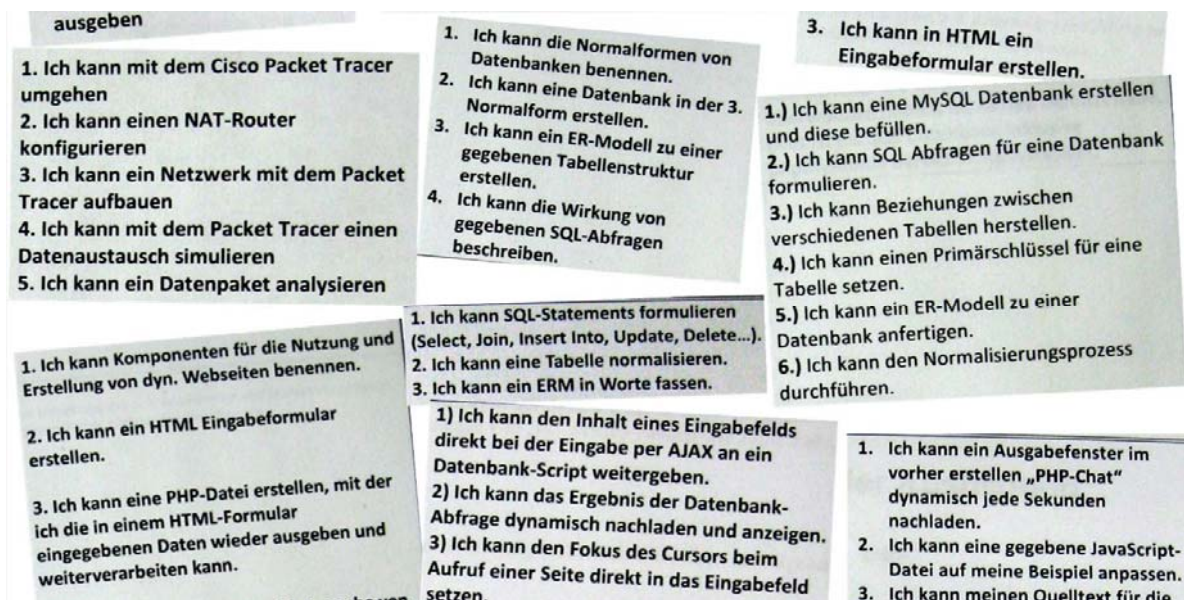 ausgeben
1. Ich kann mit dem Cisco Packet Tracer
umgehen
2. Ich kann einen NAT-Router
konfigurieren
3. Ich kann ein Netzwerk mit dem Packet
Tracer aufbauen
4. Ich kann mit dem Packet Tracer einen
Datenaustausch simulieren
5. Ich kann ein Datenpaket analysieren
1. Ich kann die Normalformen von
Datenbanken benennen.
2. Ich kann eine Datenbank in der 3.
Normalform erstellen.
3. Ich kann ein ER-Modell zu einer
gegebenen Tabellenstruktur
erstellen.
4. Ich kann die Wirkung von
gegebenen SQL-Abfragen
beschreiben.
3. Ich kann in HTML ein
Eingabeformular erstellen.
1.) Ich kann eine MySQL Datenbank erstellen
und diese befüllen.
2.) Ich kann SQL Abfragen für eine Datenbank
formulieren.
3.) Ich kann Beziehungen zwischen
verschiedenen Tabellen herstellen.
4.) Ich kann einen Primärschlüssel für eine
Tabelle setzen.
5.) Ich kann ein ER-Modell zu einer
Datenbank anfertigen.
6.) Ich kann den Normalisierungsprozess
durchführen.
1. Ich kann SQL-Statements formulieren
(Select, Join, Insert Into, Update, Delete...).
2. Ich kann eine Tabelle normalisieren.
3. Ich kann ein ERM in Worte fassen.
1. Ich kann Komponenten für die Nutzung und
Erstellung von dyn. Webseiten benennen.
2. Ich kann ein HTML Eingabeformular
erstellen.
3. Ich kann eine PHP-Datei erstellen, mit der
ich die in einem HTML-Formular
eingegebenen Daten wieder ausgeben und
weiterverarbeiten kann.
1) Ich kann den Inhalt eines Eingabefelds
direkt bei der Eingabe per AJAX an ein
Datenbank-Script weitergeben.
2) Ich kann das Ergebnis der Datenbank-
Abfrage dynamisch nachladen und anzeigen.
3) Ich kann den Fokus des Cursors beim
Aufruf einer Seite direkt in das Eingabefeld
setzen.
1. Ich kann ein Ausgabefenster im
vorher erstellen „PHP-Chat“
dynamisch jede Sekunden
nachladen.
2. Ich kann eine gegebene JavaScript-
Datei auf meine Beispiel anpassen.
3. Ich kann meinen Quelltext für die